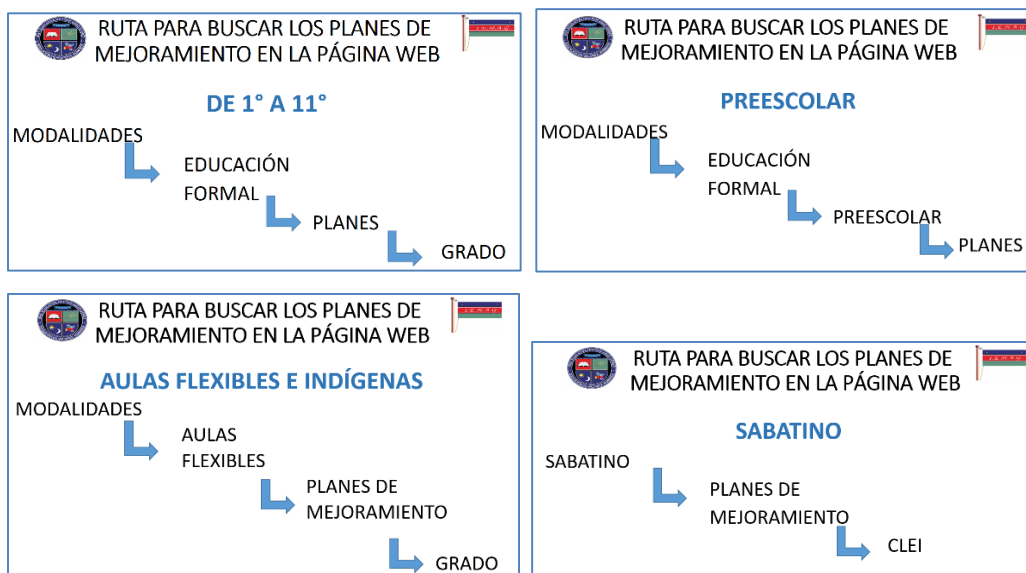 RUTA PARA BUSCAR LOS PLANES DE
MEJORAMIENTO EN LA PÁGINA WEB
DE 1° A 11°
MODALIDADES
EDUCACIÓN
FORMAL
PLANES
GRADO
RUTA PARA BUSCAR LOS PLANES DE
MEJORAMIENTO EN LA PÁGINA WEB
PREESCOLAR
MODALIDADES
EDUCACIÓN
FORMAL
PREESCOLAR
PLANES
RUTA PARA BUSCAR LOS PLANES DE
MEJORAMIENTO EN LA PÁGINA WEB
AULAS FLEXIBLES E INDÍGENAS
MODALIDADES
AULAS
FLEXIBLES
PLANES DE
MEJORAMIENTO
GRADO
RUTA PARA BUSCAR LOS PLANES DE
MEJORAMIENTO EN LA PÁGINA WEB
SABATINO
SABATINO
PLANES DE
MEJORAMIENTO
CLEI